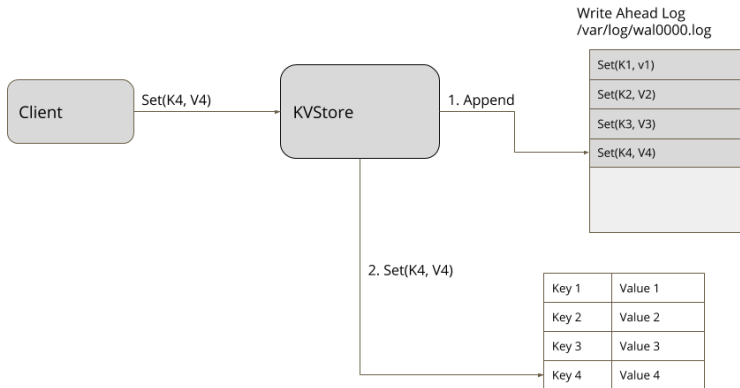 Write Ahead Log
/var/log/wal0000.log
Set(K1, v1)
Set(K2, V2)
Set(K3, V3)
Set(K4, V4)
Client
Set(K4, V4)
KVStore
1. Append
2. Set(K4, V4)
Key 1 Value 1
Key 2 Value 2
Key 3 Value 3
Key 4 Value 4